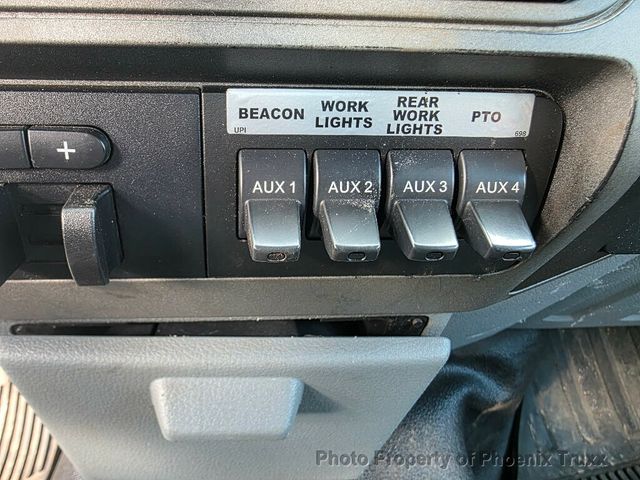 BEACON
WORK
LIGHTS
REAR
WORK
LIGHTS
PTO
UPI
698
+
AUX 1
AUX 2
AUX 3
AUX 4
Photo Property of Phoenix Truxx